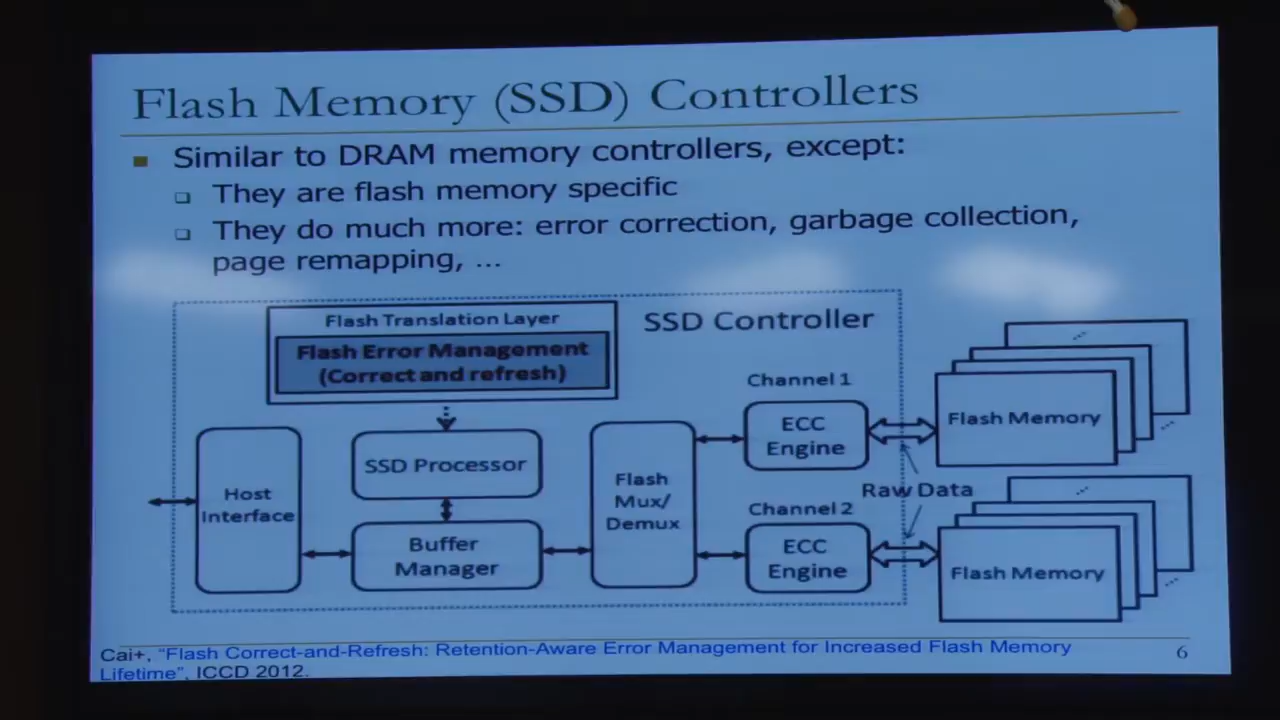 Flash Memory (SSD) Controllers
Similar to DRAM memory controllers, except:
They are flash memory specific
They do much more: error correction, garbage collection,
page remapping, ...
Flash Translation Layer
Flash Error Management
(Correct and refresh)
SSD Controller
Channel 1
ECC
Engine
Flash Memory
SSD Processor
Host
Interface
Flash
Mux/
Demux
Raw Data
Channel 2
Buffer
Manager
ECC
Engine
Flash Memory
Cai+, "Flash Correct-and-Refresh: Retention-Aware Error Management for Increased Flash Memory
Lifetime", ICCD 2012.
6